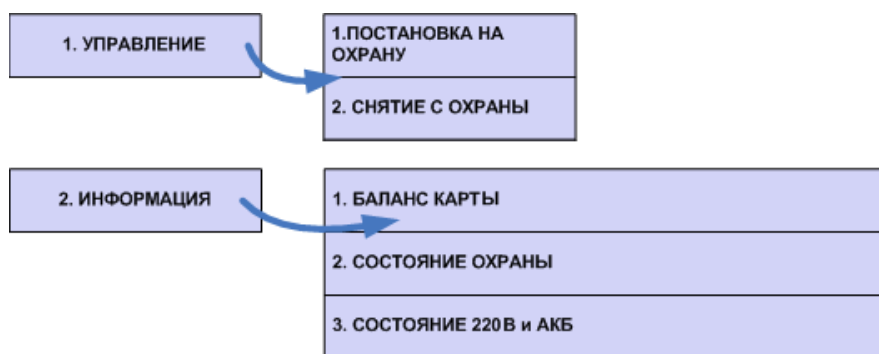 1. УПРАВЛЕНИЕ
1.ПОСТАНОВКА НА
ОХРАНУ
2. СНЯТИЕ С ОХРАНЫ
2. ИНФОРМАЦИЯ
1. БАЛАНС КАРТЫ
2. СОСТОЯНИЕ ОХРАНЫ
3. СОСТОЯНИЕ 220В и АКБ